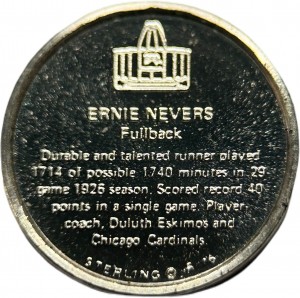 ERNIE NEVERS
Fullback
Durable and talented runner played
1714 of possible 1740 minutes in 29
game 1926 season. Scored record 40
points in a single game. Player-
coach, Duluth Eskimos and
Chicago Cardinals.
STERLING